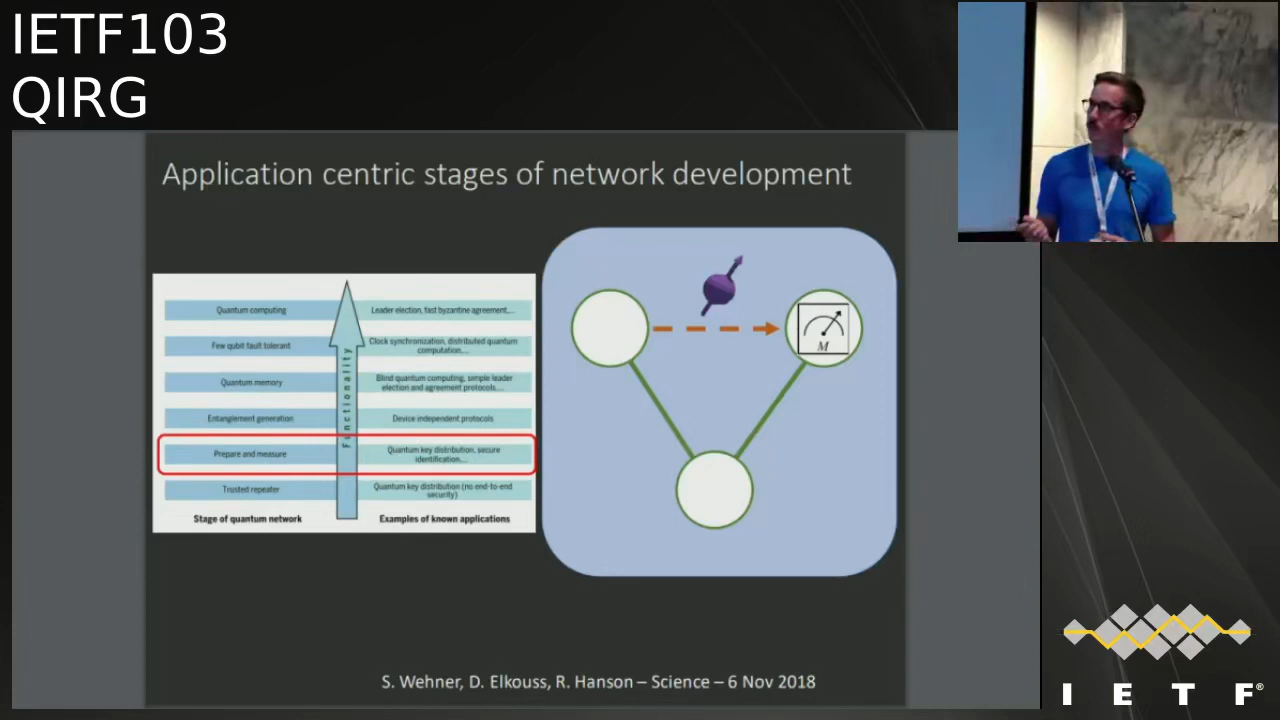 IETF103
QIRG
Application centric stages of network development
Quantum computing
Leader election, fast byzantine agreement,...
Few qubit fault tolerant
Clock synchronization, distributed quantum
computation,...
Quantum memory
Blind quantum computing, simple leader
election and agreement protocols,...
Entanglement generation
Device independent protocols
Prepare and measure
Quantum key distribution, secure
identification,...
Trusted repeater
Quantum key distribution (no end-to-end
security)
Functionality
Stage of quantum network
Examples of known applications
M
S. Wehner, D. Elkouss, R. Hanson – Science – 6 Nov 2018
I E T F®